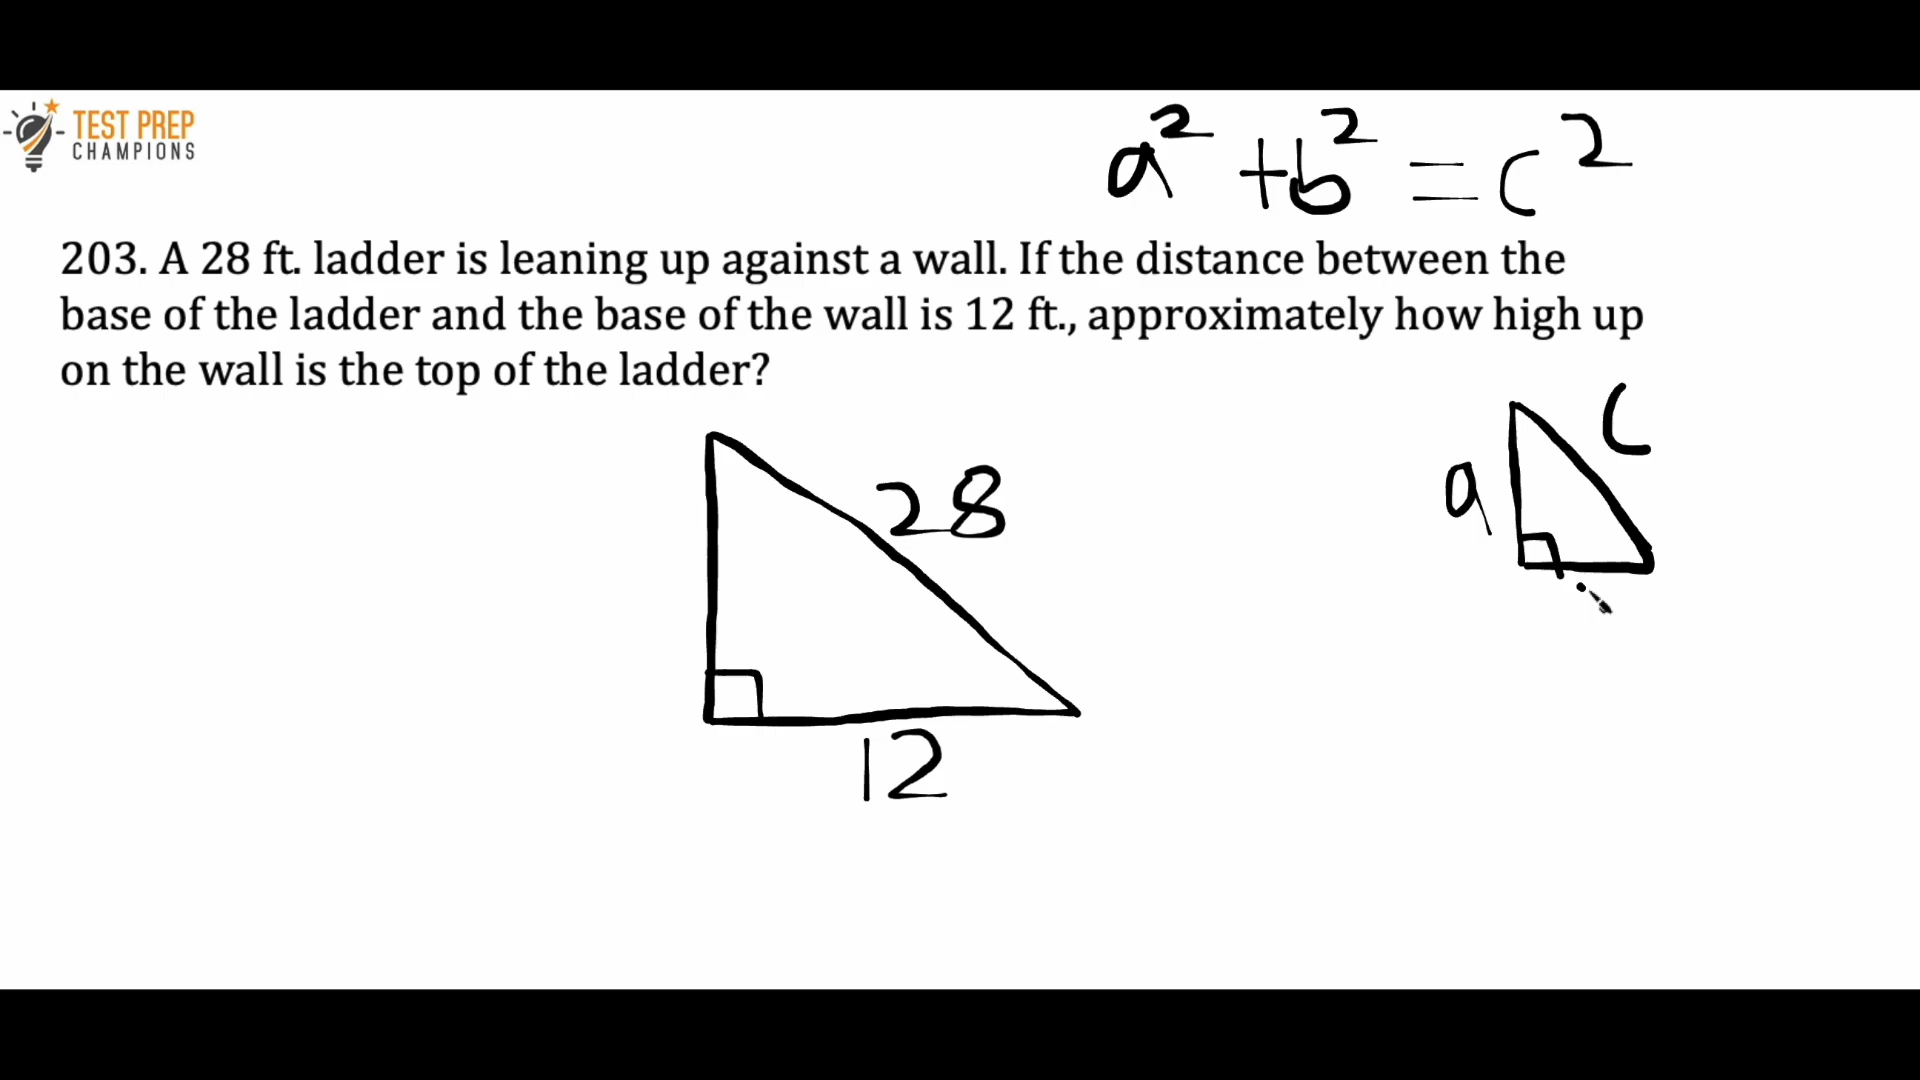 TEST PREP
CHAMPIONS
a² + b² = c²
203. A 28 ft. ladder is leaning up against a wall. If the distance between the
base of the ladder and the base of the wall is 12 ft., approximately how high up
on the wall is the top of the ladder?
28
12
a
c